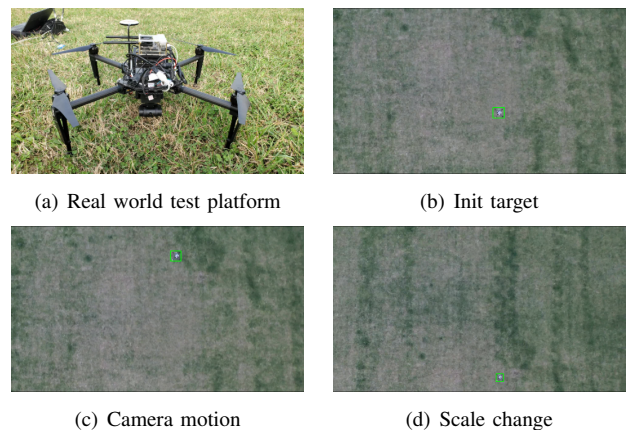 (a) Real world test platform
(b) Init target
(c) Camera motion
(d) Scale change